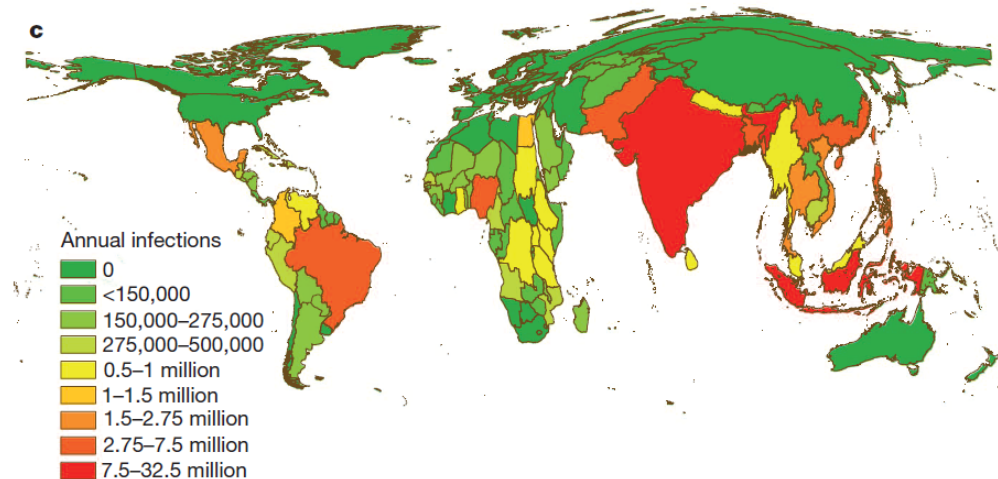 c
Annual infections
0
<150,000
150,000–275,000
275,000–500,000
0.5–1 million
1–1.5 million
1.5–2.75 million
2.75–7.5 million
7.5–32.5 million